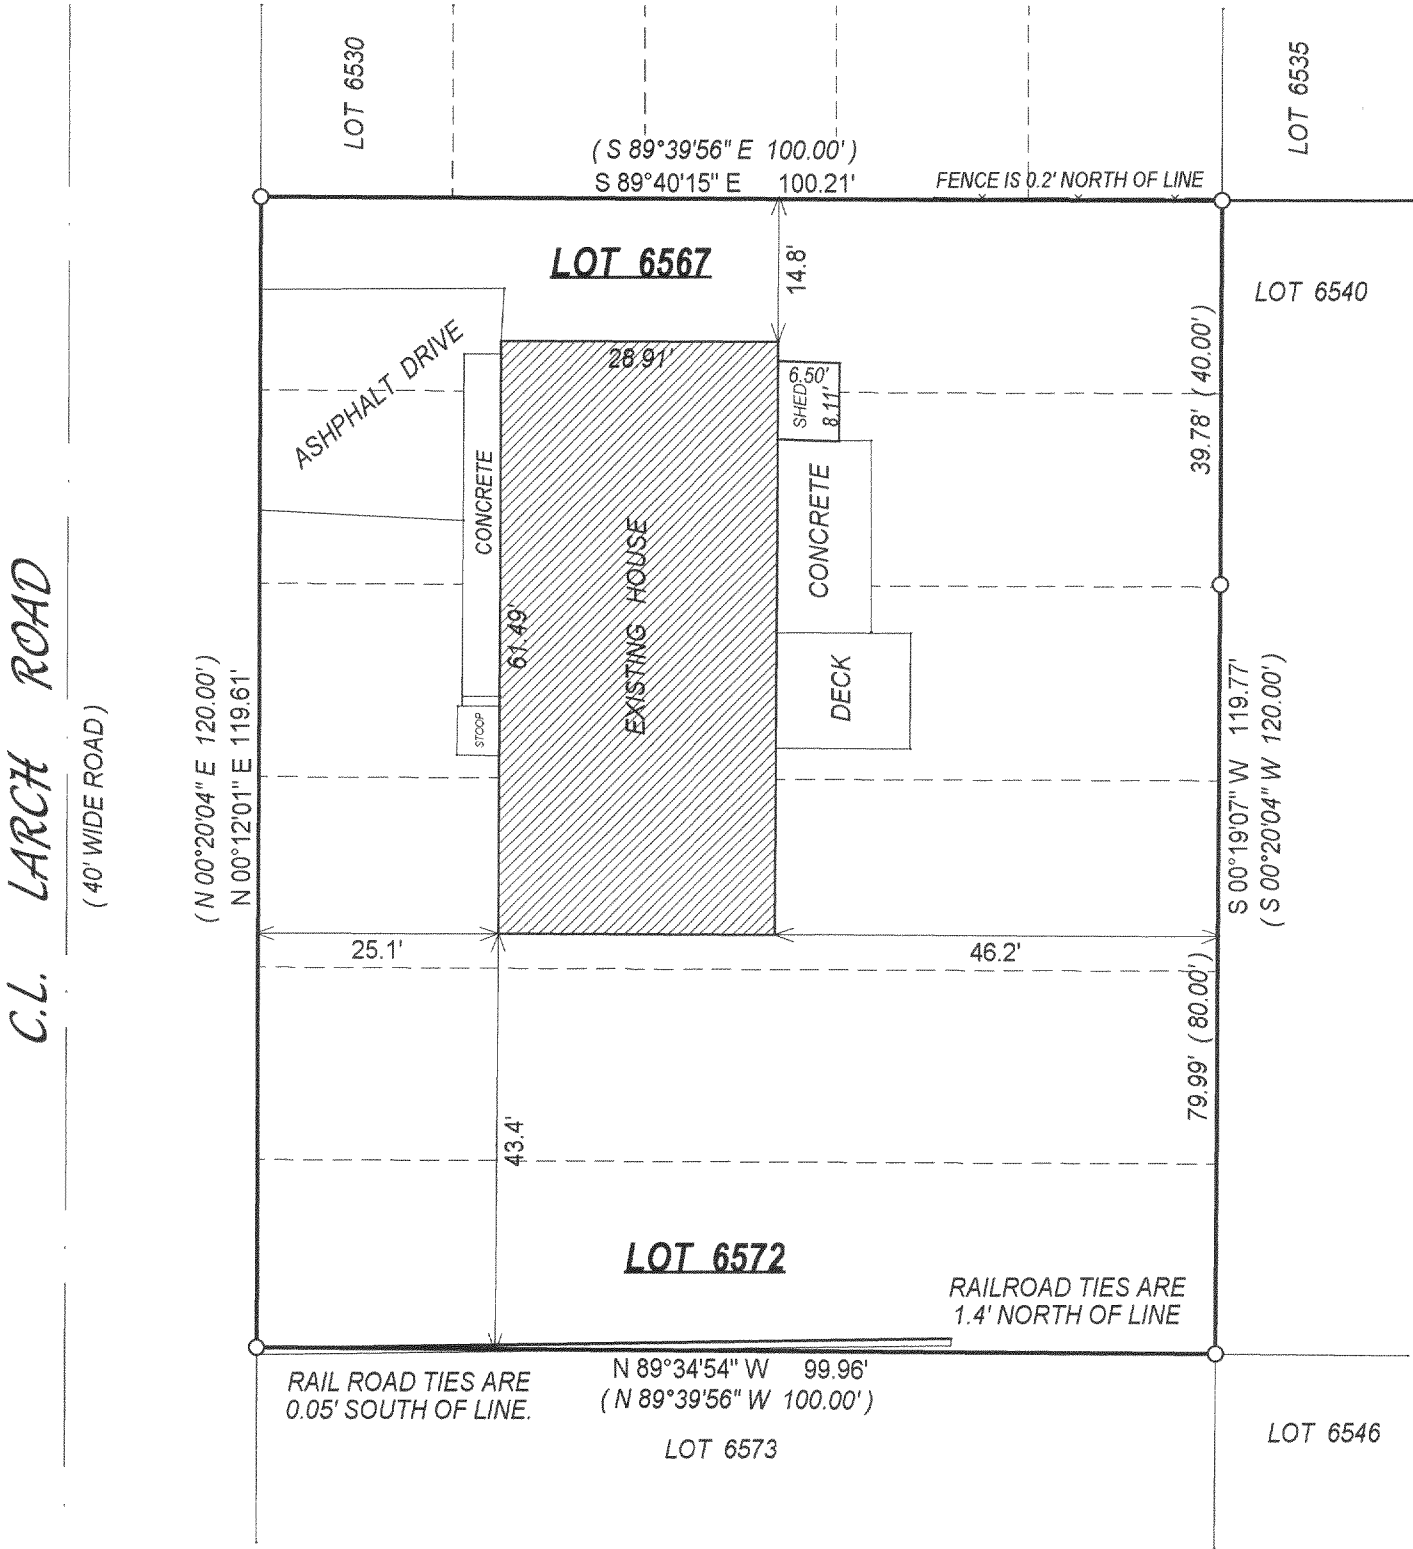 LOT 6530
LOT 6535
( S 89°39'56" E 100.00' )
S 89°40'15" E 100.21'
FENCE IS 0.2' NORTH OF LINE
LOT 6567
14.8'
LOT 6540
ASHPHALT DRIVE
28.91'
6.50'
SHED
8.11'
39.78' ( 40.00' )
CONCRETE
CONCRETE
EXISTING HOUSE
61.49'
DECK
STOOP
C.L. LARCH ROAD
( 40' WIDE ROAD )
( N 00°20'04" E 120.00' )
N 00°12'01" E 119.61'
S 00°19'07" W 119.77'
( S 00°20'04" W 120.00' )
25.1'
46.2'
79.99' ( 80.00' )
43.4'
LOT 6572
RAILROAD TIES ARE
1.4' NORTH OF LINE
RAIL ROAD TIES ARE
0.05' SOUTH OF LINE.
N 89°34'54" W 99.96'
( N 89°39'56" W 100.00' )
LOT 6573
LOT 6546